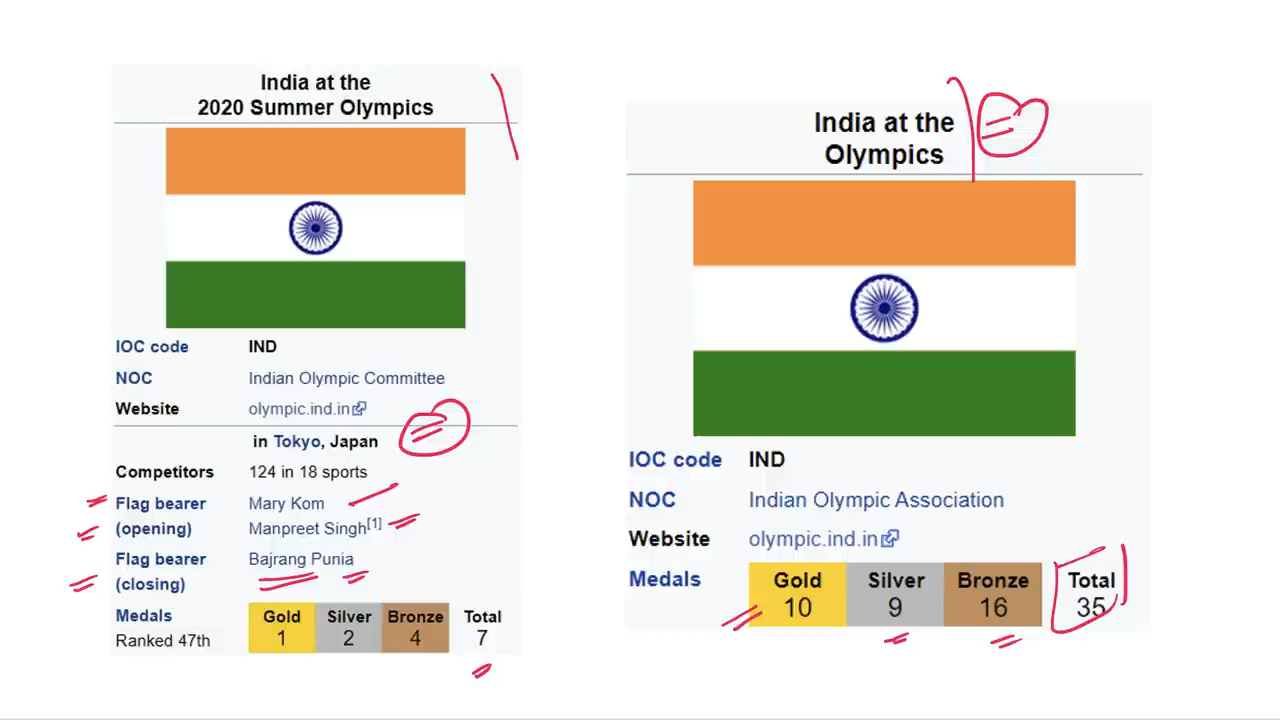 India at the
2020 Summer Olympics
IOC code IND
NOC Indian Olympic Committee
Website olympic.ind.in
in Tokyo, Japan
Competitors 124 in 18 sports
Flag bearer Mary Kom
(opening) Manpreet Singh[1]
Flag bearer Bajrang Punia
(closing)
Medals Gold Silver Bronze Total
Ranked 47th 1 2 4 7
India at the
Olympics
IOC code IND
NOC Indian Olympic Association
Website olympic.ind.in
Medals Gold Silver Bronze Total
10 9 16 35